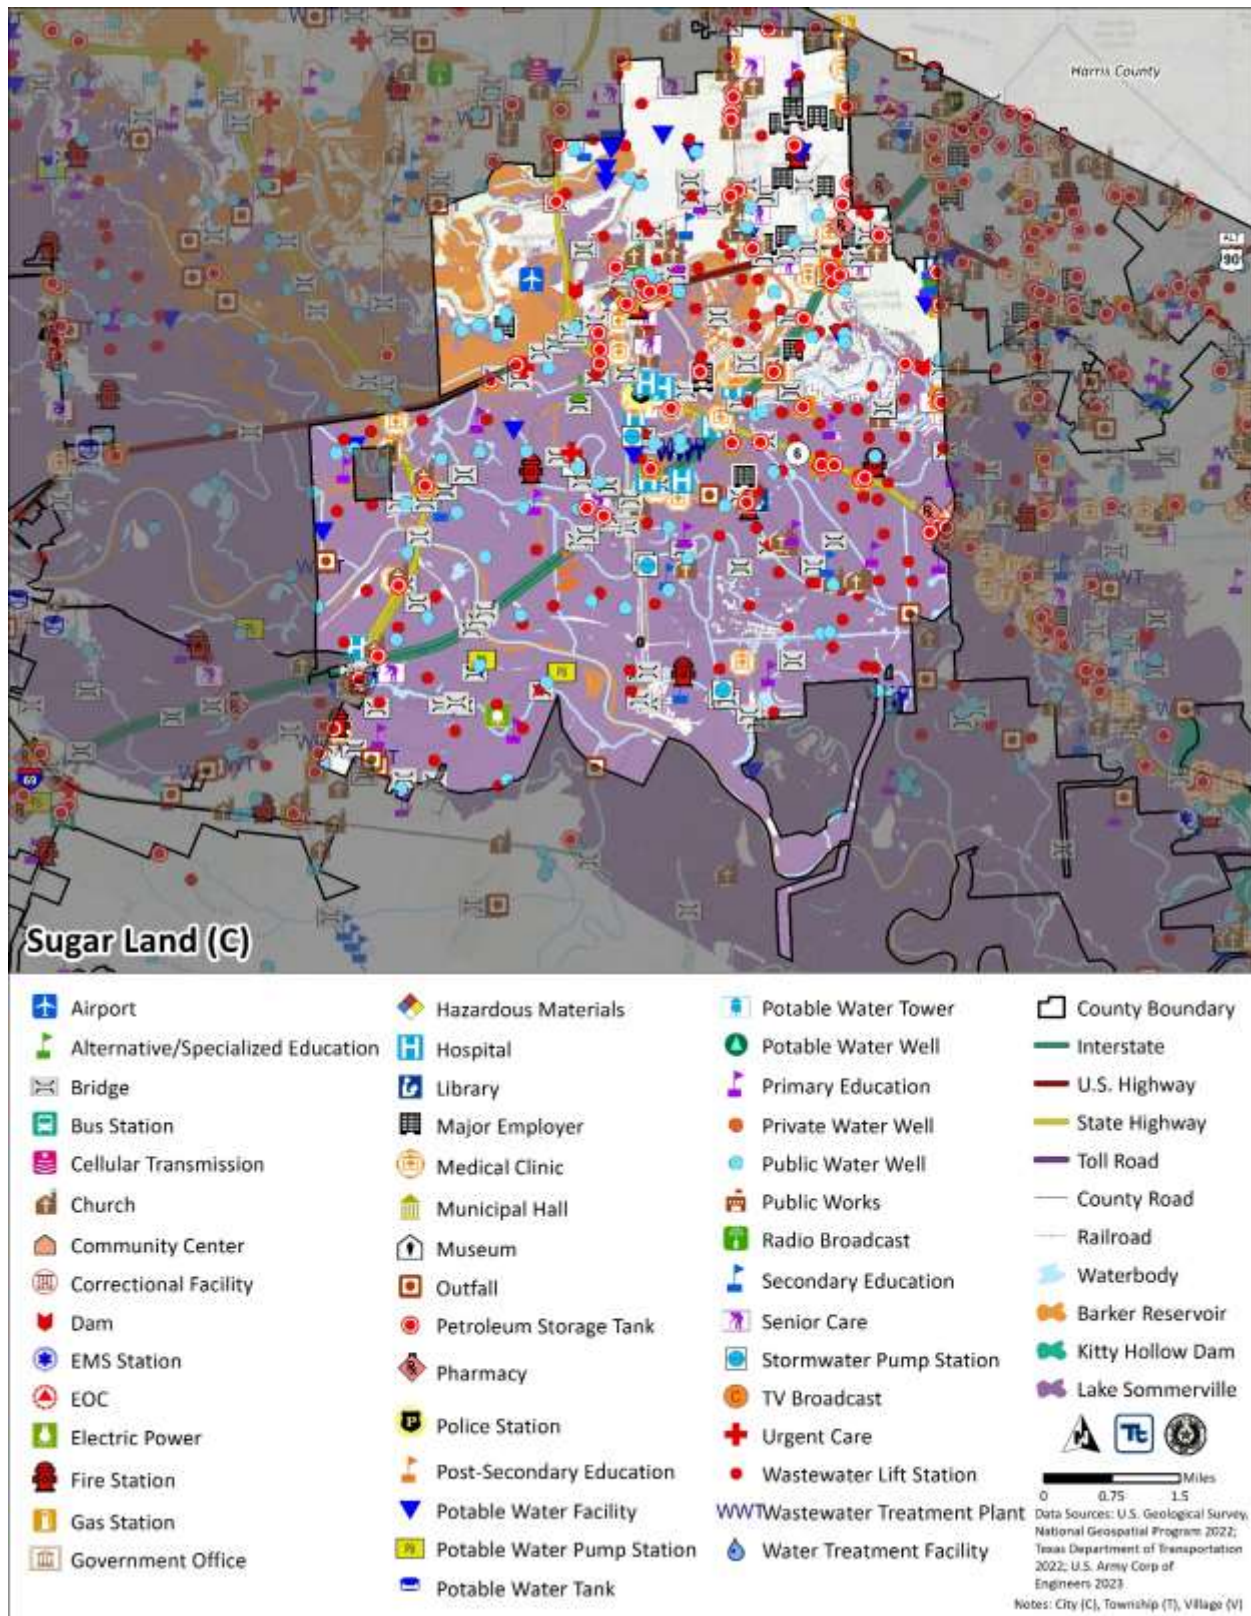 Harris County
ALT
90
6
69
Sugar Land (C)
Airport
Alternative/Specialized Education
Bridge
Bus Station
Cellular Transmission
Church
Community Center
Correctional Facility
Dam
EMS Station
EOC
Electric Power
Fire Station
Gas Station
Government Office
Hazardous Materials
Hospital
Library
Major Employer
Medical Clinic
Municipal Hall
Museum
Outfall
Petroleum Storage Tank
Pharmacy
Police Station
Post-Secondary Education
Potable Water Facility
Potable Water Pump Station
Potable Water Tank
Potable Water Tower
Potable Water Well
Primary Education
Private Water Well
Public Water Well
Public Works
Radio Broadcast
Secondary Education
Senior Care
Stormwater Pump Station
TV Broadcast
Urgent Care
Wastewater Lift Station
WWT Wastewater Treatment Plant
Water Treatment Facility
County Boundary
Interstate
U.S. Highway
State Highway
Toll Road
County Road
Railroad
Waterbody
Barker Reservoir
Kitty Hollow Dam
Lake Sommerville
Tt
Miles
0 0.75 1.5
Data Sources: U.S. Geological Survey,
National Geospatial Program 2022;
Texas Department of Transportation
2022; U.S. Army Corp of
Engineers 2023
Notes: City (C), Township (T), Village (V)